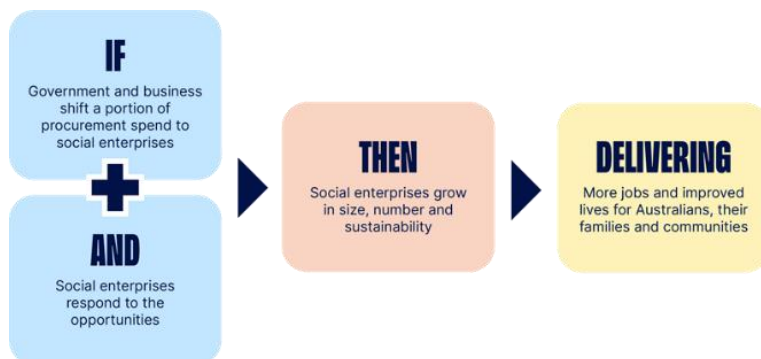 IF
Government and business
shift a portion of
procurement spend to
social enterprises
AND
Social enterprises
respond to the
opportunities
THEN
Social enterprises grow
in size, number and
sustainability
DELIVERING
More jobs and improved
lives for Australians, their
families and communities